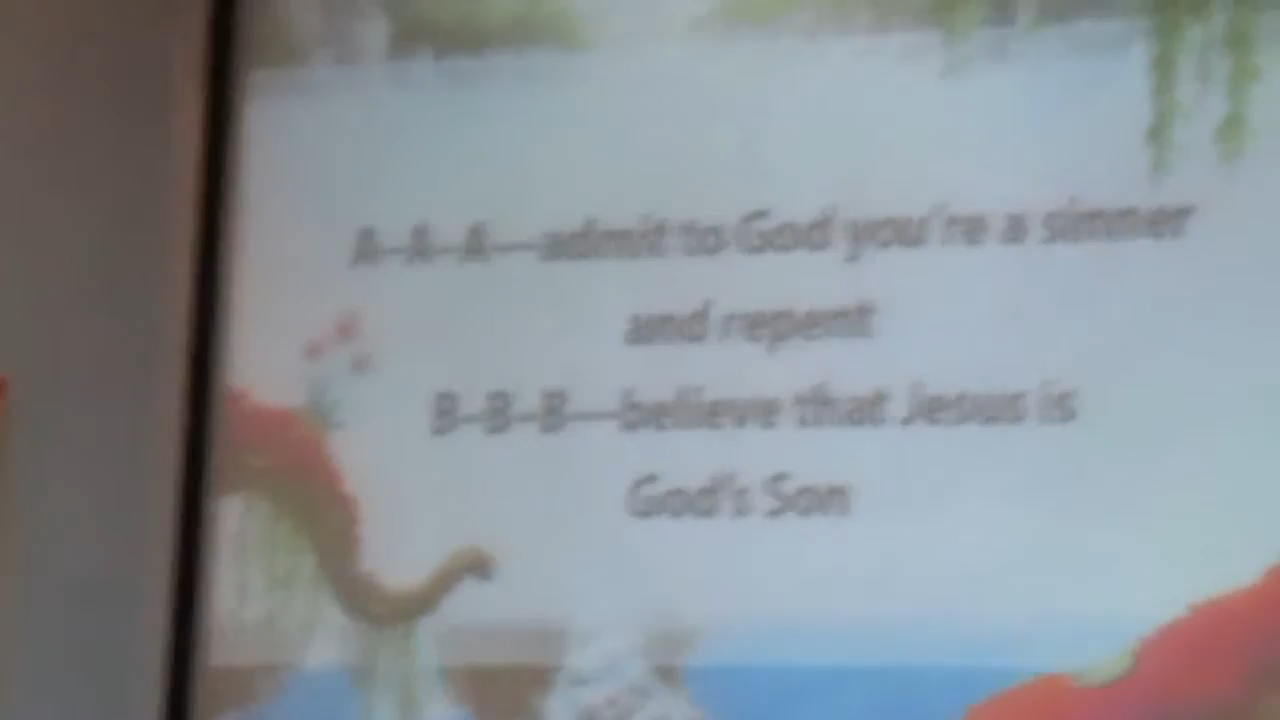 A-A-A—admit to God you're a sinner
and repent
B-B-B—believe that Jesus is
God's Son